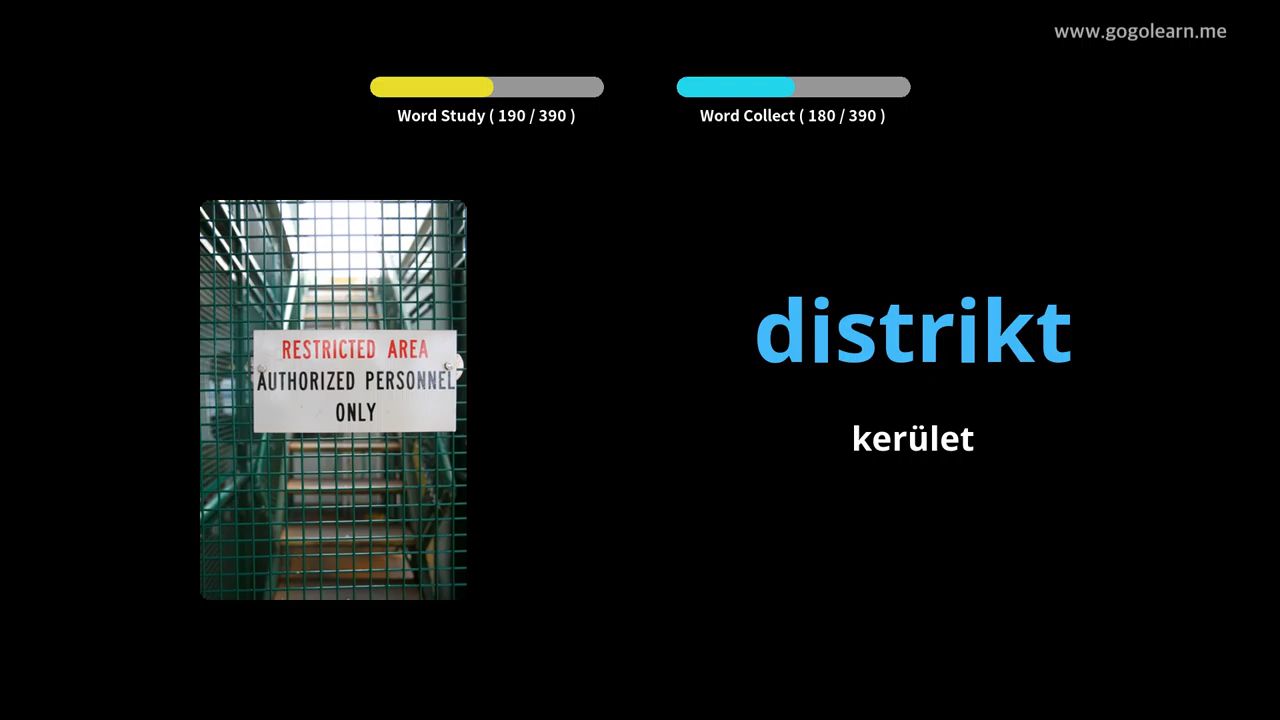 www.gogolearn.me
Word Study ( 190 / 390 )
Word Collect ( 180 / 390 )
RESTRICTED AREA
AUTHORIZED PERSONNEL
ONLY
distrikt
kerület